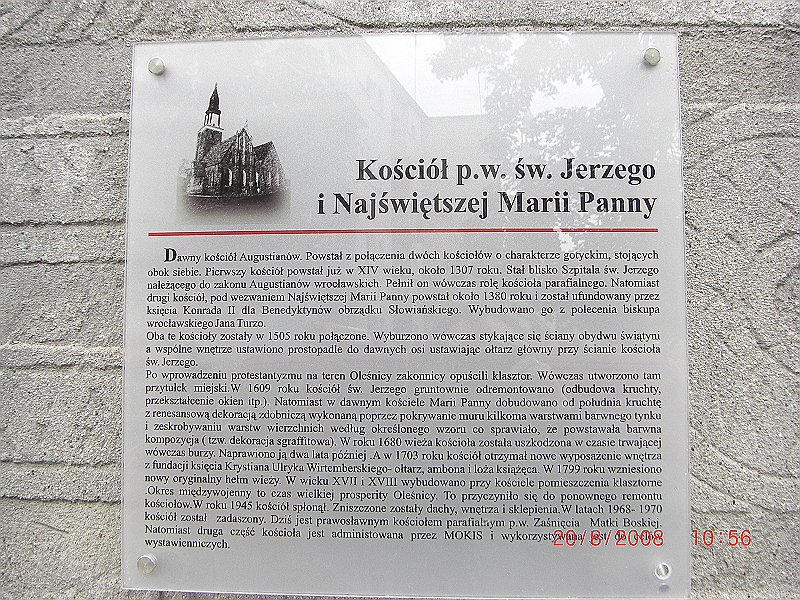 Kościół p.w. św. Jerzego
i Najświętszej Marii Panny
Dawny kościół Augustianów. Powstał z połączenia dwóch kościołów o charakterze gotyckim, stojących
obok siebie. Pierwszy kościół powstał już w XIV wieku, około 1307 roku. Stał blisko Szpitala św. Jerzego
należącego do zakonu Augustianów wrocławskich. Pełnił on wówczas rolę kościoła parafialnego. Natomiast
drugi kościół, pod wezwaniem Najświętszej Marii Panny powstał około 1380 roku i został ufundowany przez
księcia Konrada II dla Benedyktynów obrządku Słowiańskiego. Wybudowano go z polecenia biskupa
wrocławskiego Jana Turzo.
Oba te kościoły zostały w 1505 roku połączone. Wyburzono wówczas stykające się ściany obydwu świątyni
a wspólne wnętrze ustawiono prostopadle do dawnych osi ustawiając ołtarz główny przy ścianie kościoła
św. Jerzego.
Po wprowadzeniu protestantyzmu na teren Oleśnicy zakonnicy opuścili klasztor. Wówczas utworzono tam
przytułek miejski.W 1609 roku kościół św. Jerzego gruntownie odremontowano (odbudowa kruchty,
przekształcenie okien itp.). Natomiast w dawnym kościele Marii Panny dobudowano od południa kruchtę
z renesansową dekoracją zdobniczą wykonaną poprzez pokrywanie muru kilkoma warstwami barwnego tynku
i zeskrobywaniu warstw wierzchnich według określonego wzoru co sprawiało, ze powstawała barwna
kompozycja ( tzw. dekoracja sgraffitowa). W roku 1680 wieża kościoła została uszkodzona w czasie trwającej
wówczas burzy. Naprawiono ją dwa lata później .A w 1703 roku kościół otrzymał nowe wyposażenie wnętrza
z fundacji księcia Krystiana Ulryka Wirtemberskiego- ołtarz, ambona i loża książęca. W 1799 roku wzniesiono
nowy oryginalny hełm wieży. W wieku XVII i XVIII wybudowano przy kościele pomieszczenia klasztorne
.Okres międzywojenny to czas wielkiej prosperity Oleśnicy. To przyczyniło się do ponownego remontu
kościołów.W roku 1945 kościół spłonął. Zniszczone zostały dachy, wnętrza i sklepienia.W latach 1968- 1970
kościół został zadaszony. Dziś jest prawosławnym kościołem parafialnym p.w. Zaśnięcia Matki Boskiej.
Natomiast druga część kościoła jest administrowana przez MOKIS i wykorzystywana jest do celów
wystawienniczych.
20/8/2008 10:56